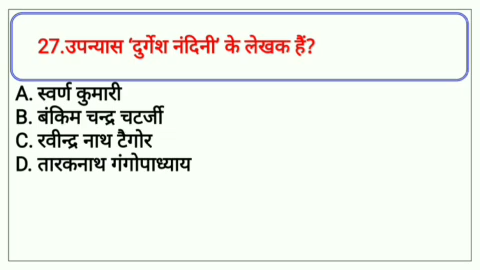 27.उपन्यास ‘दुर्गेश नंदिनी’ के लेखक हैं?
A. स्वर्ण कुमारी
B. बंकिम चन्द्र चटर्जी
C. रवीन्द्र नाथ टैगोर
D. तारकनाथ गंगोपाध्याय